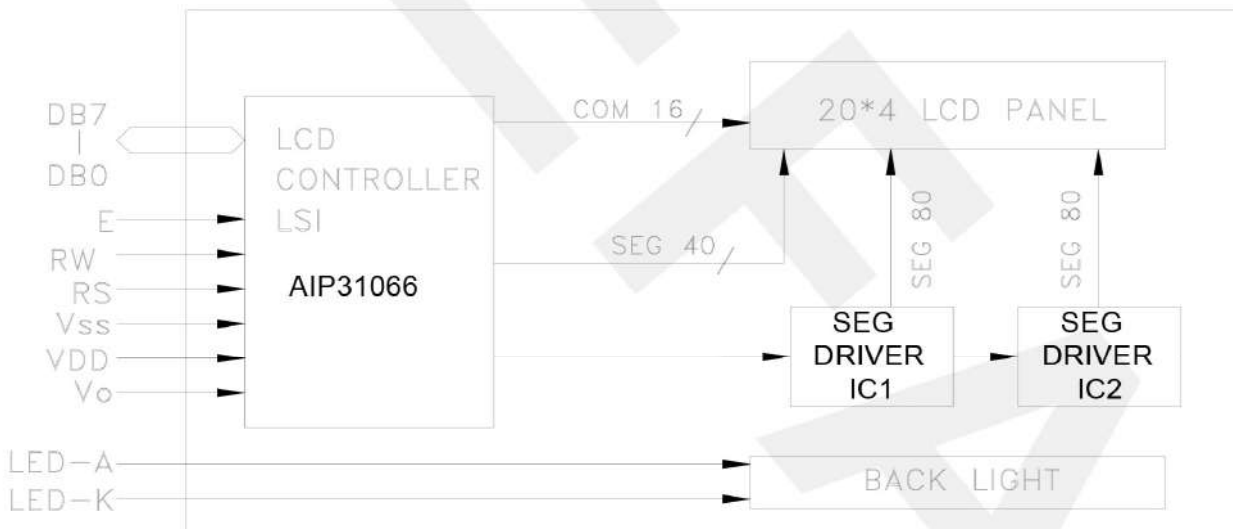 DB7
DB0
E
RW
RS
Vss
VDD
Vo
LED-A
LED-K
LCD
CONTROLLER
LSI
AIP31066
COM 16
SEG 40
20*4 LCD PANEL
SEG 80
SEG 80
SEG
DRIVER
IC1
SEG
DRIVER
IC2
BACK LIGHT